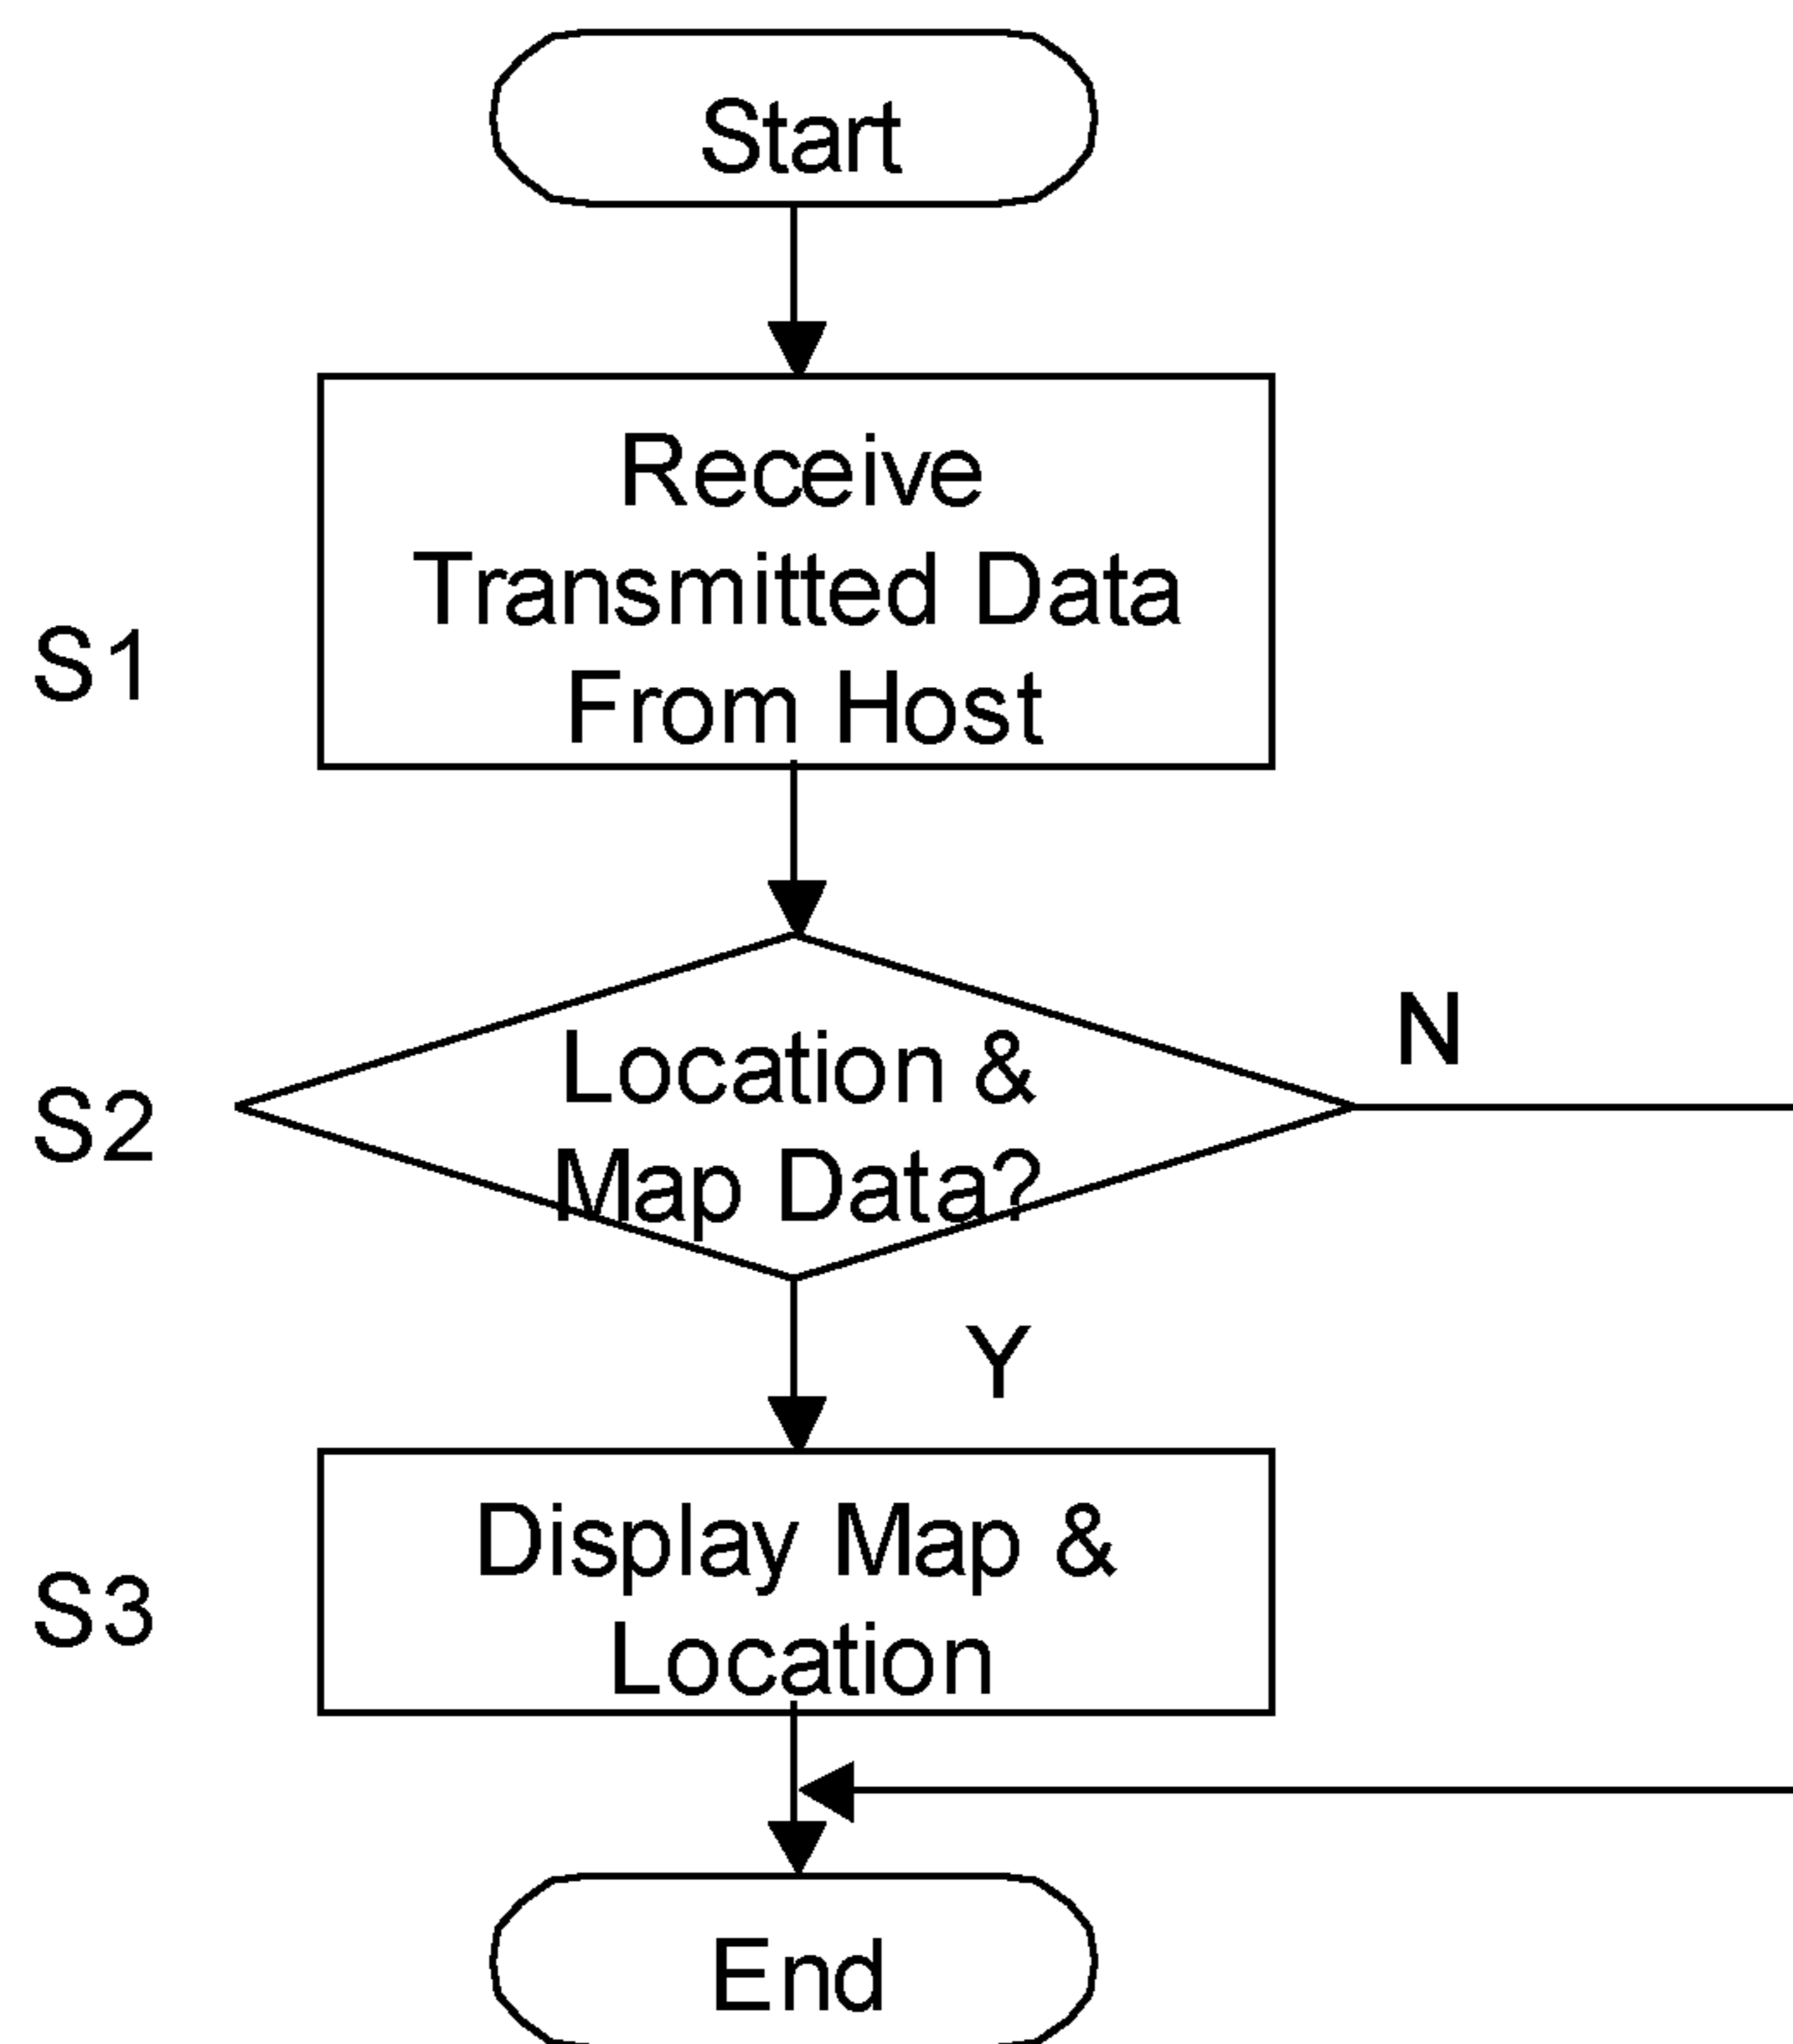 Start
Receive
Transmitted Data
From Host
S1
Location &
Map Data?
S2
N
Y
Display Map &
Location
S3
End